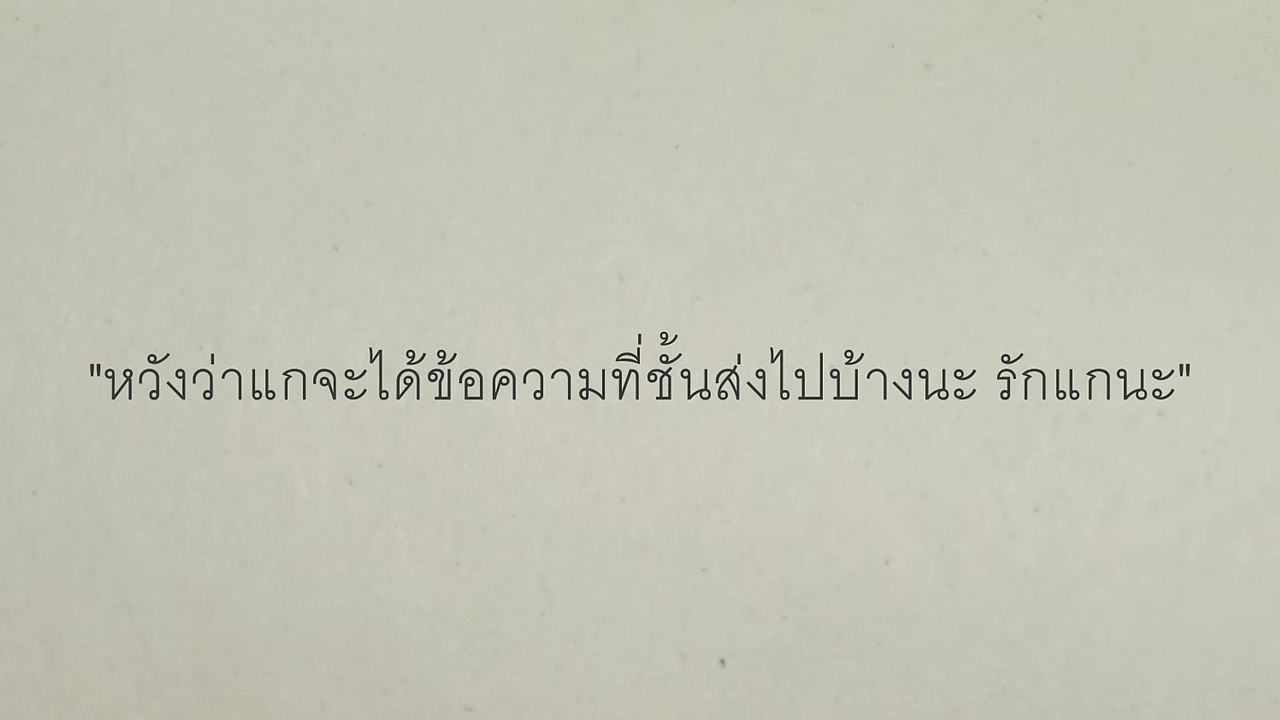 "หวังว่าแกจะได้ข้อความที่ชั้นส่งไปบ้างนะ รักแกนะ"